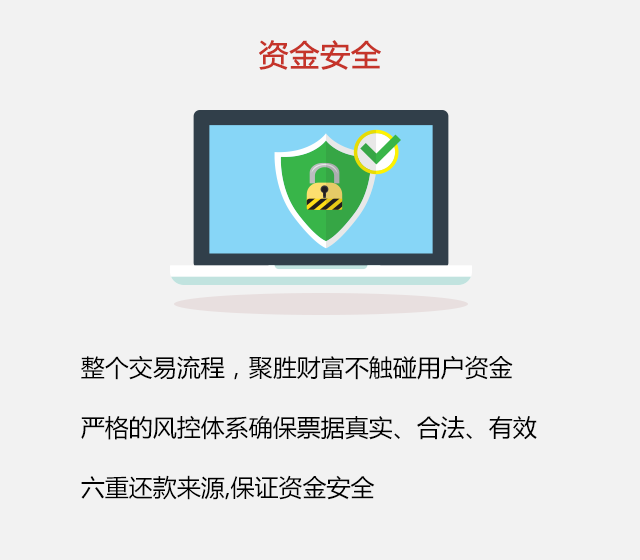 资金安全
整个交易流程，聚胜财富不触碰用户资金
严格的风控体系确保票据真实、合法、有效
六重还款来源,保证资金安全